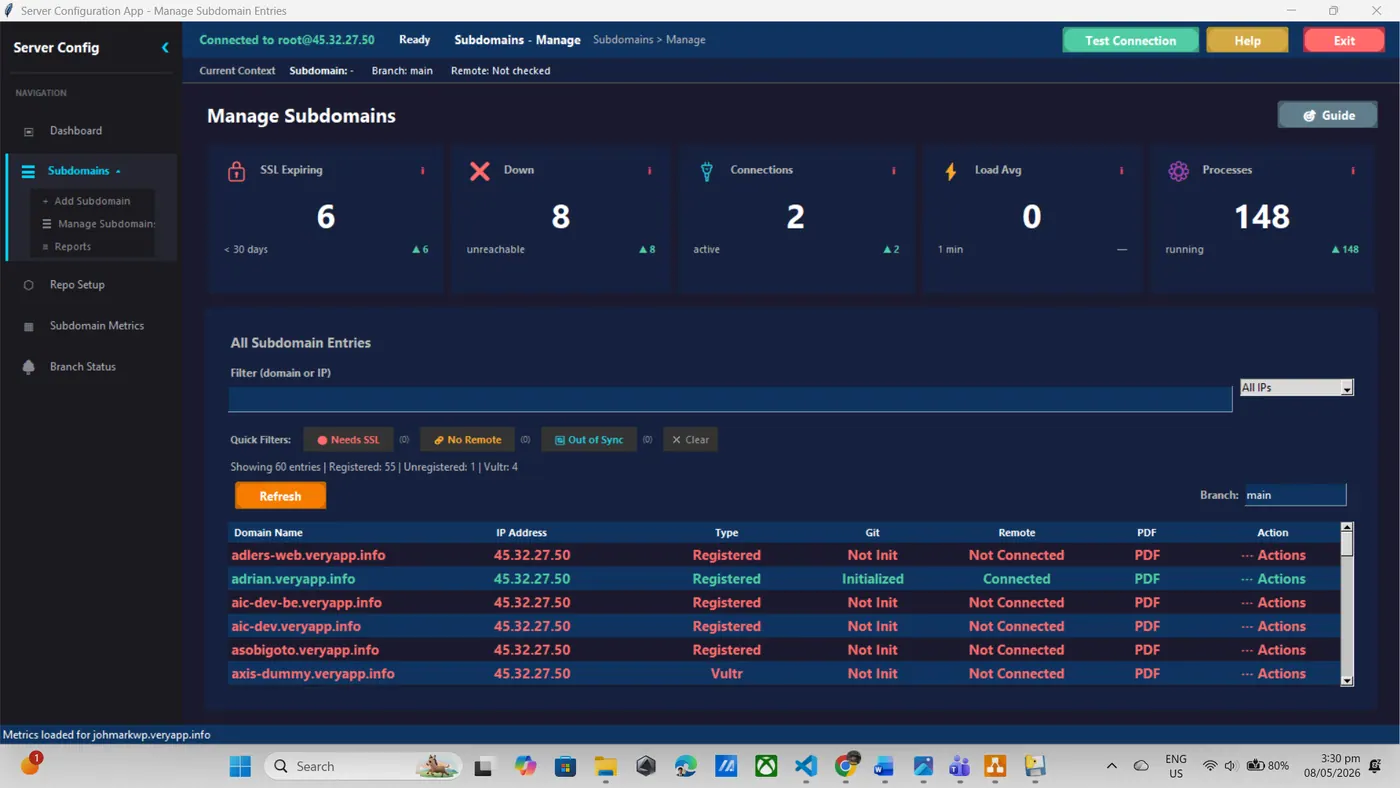 Server Configuration App - Manage Subdomain Entries
Server Config
Connected to root@45.32.27.50 Ready Subdomains - Manage Subdomains > Manage Test Connection Help Exit
Current Context Subdomain: - Branch: main Remote: Not checked
NAVIGATION
Dashboard
Subdomains
+ Add Subdomain
Manage Subdomains
Reports
Repo Setup
Subdomain Metrics
Branch Status
Manage Subdomains Guide
SSL Expiring i
6
< 30 days ▲ 6
Down i
8
unreachable ▲ 8
Connections i
2
active ▲ 2
Load Avg i
0
1 min —
Processes i
148
running ▲ 148
All Subdomain Entries
Filter (domain or IP)
All IPs
Quick Filters: Needs SSL (0) No Remote (0) Out of Sync (0) ✕ Clear
Showing 60 entries | Registered: 55 | Unregistered: 1 | Vultr: 4
Refresh Branch: main
Domain Name IP Address Type Git Remote PDF Action
adlers-web.veryapp.info 45.32.27.50 Registered Not Init Not Connected PDF --- Actions
adrian.veryapp.info 45.32.27.50 Registered Initialized Connected PDF --- Actions
aic-dev-be.veryapp.info 45.32.27.50 Registered Not Init Not Connected PDF --- Actions
aic-dev.veryapp.info 45.32.27.50 Registered Not Init Not Connected PDF --- Actions
asobigoto.veryapp.info 45.32.27.50 Registered Not Init Not Connected PDF --- Actions
axis-dummy.veryapp.info 45.32.27.50 Vultr Not Init Not Connected PDF --- Actions
Metrics loaded for johmarkwp.veryapp.info
1
Search
ENG
US
80%
3:30 pm
08/05/2026